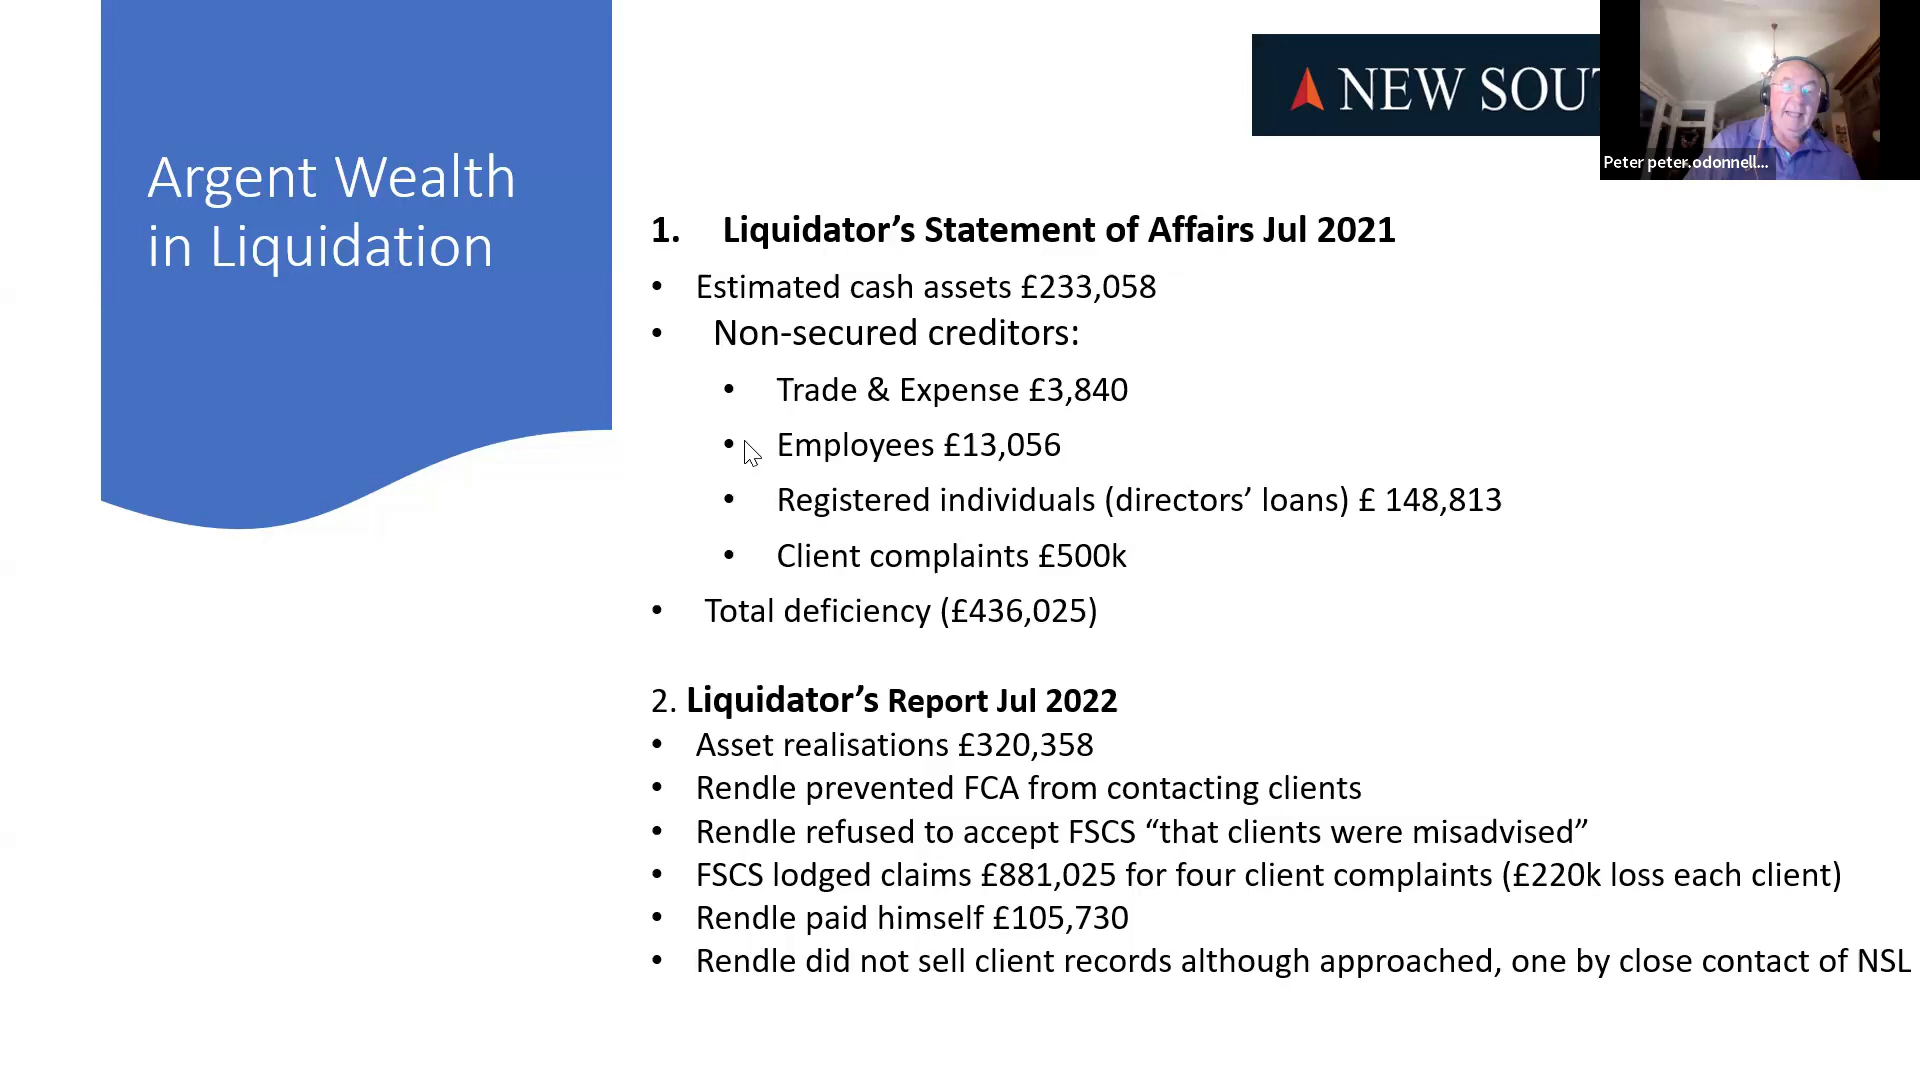 Argent Wealth
in Liquidation
NEW SOU
Peter peter.odonnell...
1. Liquidator’s Statement of Affairs Jul 2021
• Estimated cash assets £233,058
• Non-secured creditors:
• Trade & Expense £3,840
• Employees £13,056
• Registered individuals (directors’ loans) £ 148,813
• Client complaints £500k
• Total deficiency (£436,025)
2. Liquidator’s Report Jul 2022
• Asset realisations £320,358
• Rendle prevented FCA from contacting clients
• Rendle refused to accept FSCS “that clients were misadvised”
• FSCS lodged claims £881,025 for four client complaints (£220k loss each client)
• Rendle paid himself £105,730
• Rendle did not sell client records although approached, one by close contact of NSL